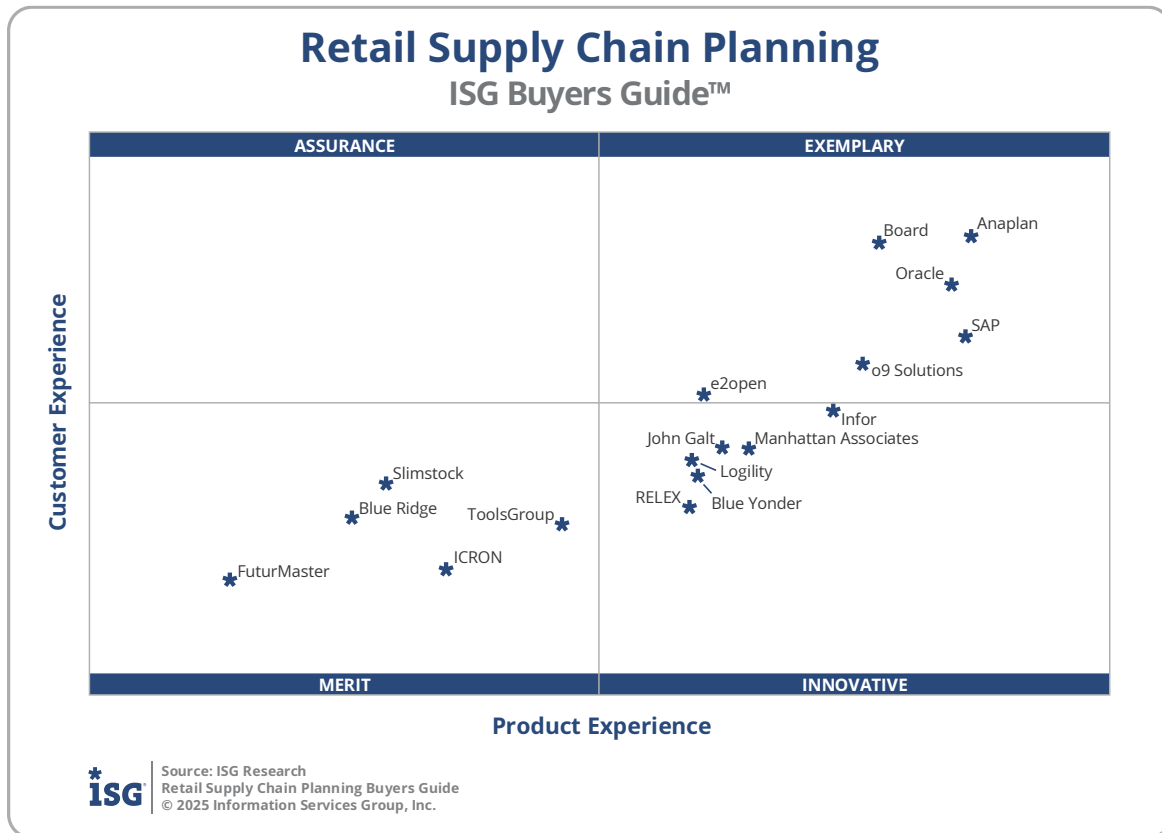 Retail Supply Chain Planning
ISG Buyers Guide™
ASSURANCE
EXEMPLARY
Board
Anaplan
Oracle
SAP
o9 Solutions
e2open
Infor
John Galt
Manhattan Associates
Logility
RELEX
Blue Yonder
Slimstock
Blue Ridge
ToolsGroup
ICRON
FuturMaster
Customer Experience
MERIT
INNOVATIVE
Product Experience
ISG
Source: ISG Research
Retail Supply Chain Planning Buyers Guide
© 2025 Information Services Group, Inc.